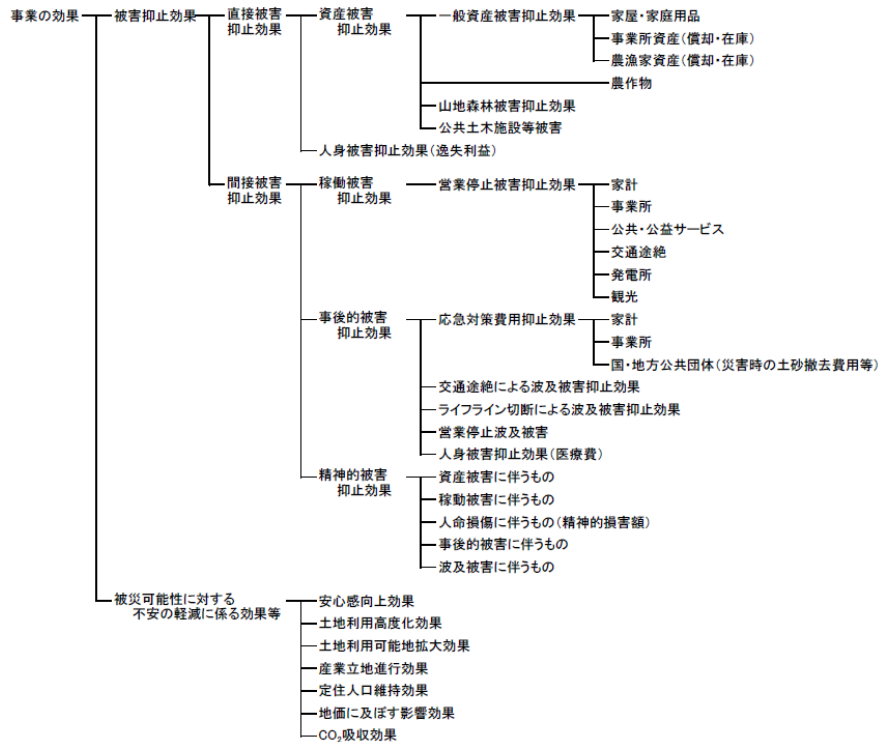 事業の効果 被害抑止効果 直接被害 資産被害 一般資産被害抑止効果 家屋・家庭用品
抑止効果 抑止効果 事業所資産(償却・在庫)
農漁家資産(償却・在庫)
農作物
山地森林被害抑止効果
公共土木施設等被害
人身被害抑止効果(逸失利益)
間接被害 稼働被害 営業停止被害抑止効果 家計
抑止効果 抑止効果 事業所
公共・公益サービス
交通途絶
発電所
観光
事後的被害 応急対策費用抑止効果 家計
抑止効果 事業所
国・地方公共団体(災害時の土砂撤去費用等)
交通途絶による波及被害抑止効果
ライフライン切断による波及被害抑止効果
営業停止波及被害
人身被害抑止効果(医療費)
精神的被害 資産被害に伴うもの
抑止効果 稼動被害に伴うもの
人命損傷に伴うもの(精神的損害額)
事後的被害に伴うもの
波及被害に伴うもの
被災可能性に対する 安心感向上効果
不安の軽減に係る効果等 土地利用高度化効果
土地利用可能地拡大効果
産業立地進行効果
定住人口維持効果
地価に及ぼす影響効果
CO₂吸収効果